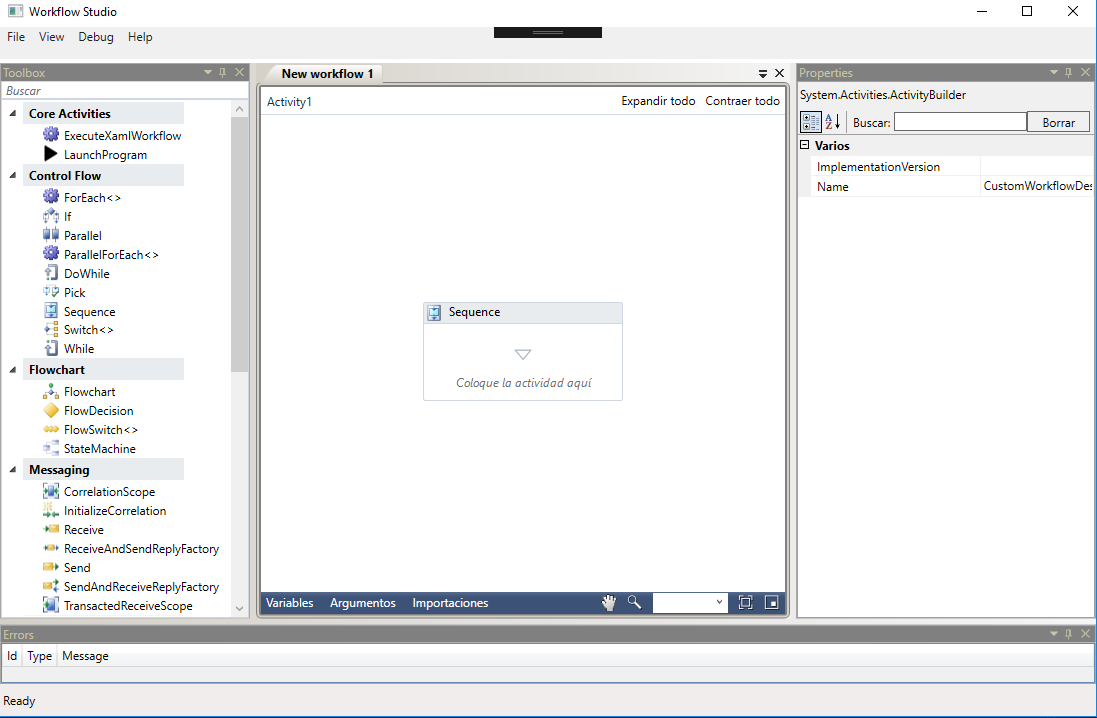 Workflow Studio
File View Debug Help
Toolbox
Buscar
Core Activities
ExecuteXamlWorkflow
LaunchProgram
Control Flow
ForEach<>
If
Parallel
ParallelForEach<>
DoWhile
Pick
Sequence
Switch<>
While
Flowchart
Flowchart
FlowDecision
FlowSwitch<>
StateMachine
Messaging
CorrelationScope
InitializeCorrelation
Receive
ReceiveAndSendReplyFactory
Send
SendAndReceiveReplyFactory
TransactedReceiveScope
New workflow 1
Activity1 Expandir todo Contraer todo
Sequence
Coloque la actividad aquí
Variables Argumentos Importaciones
Properties
System.Activities.ActivityBuilder
Buscar: Borrar
Varios
ImplementationVersion
Name CustomWorkflowDes
Errors
Id Type Message
Ready